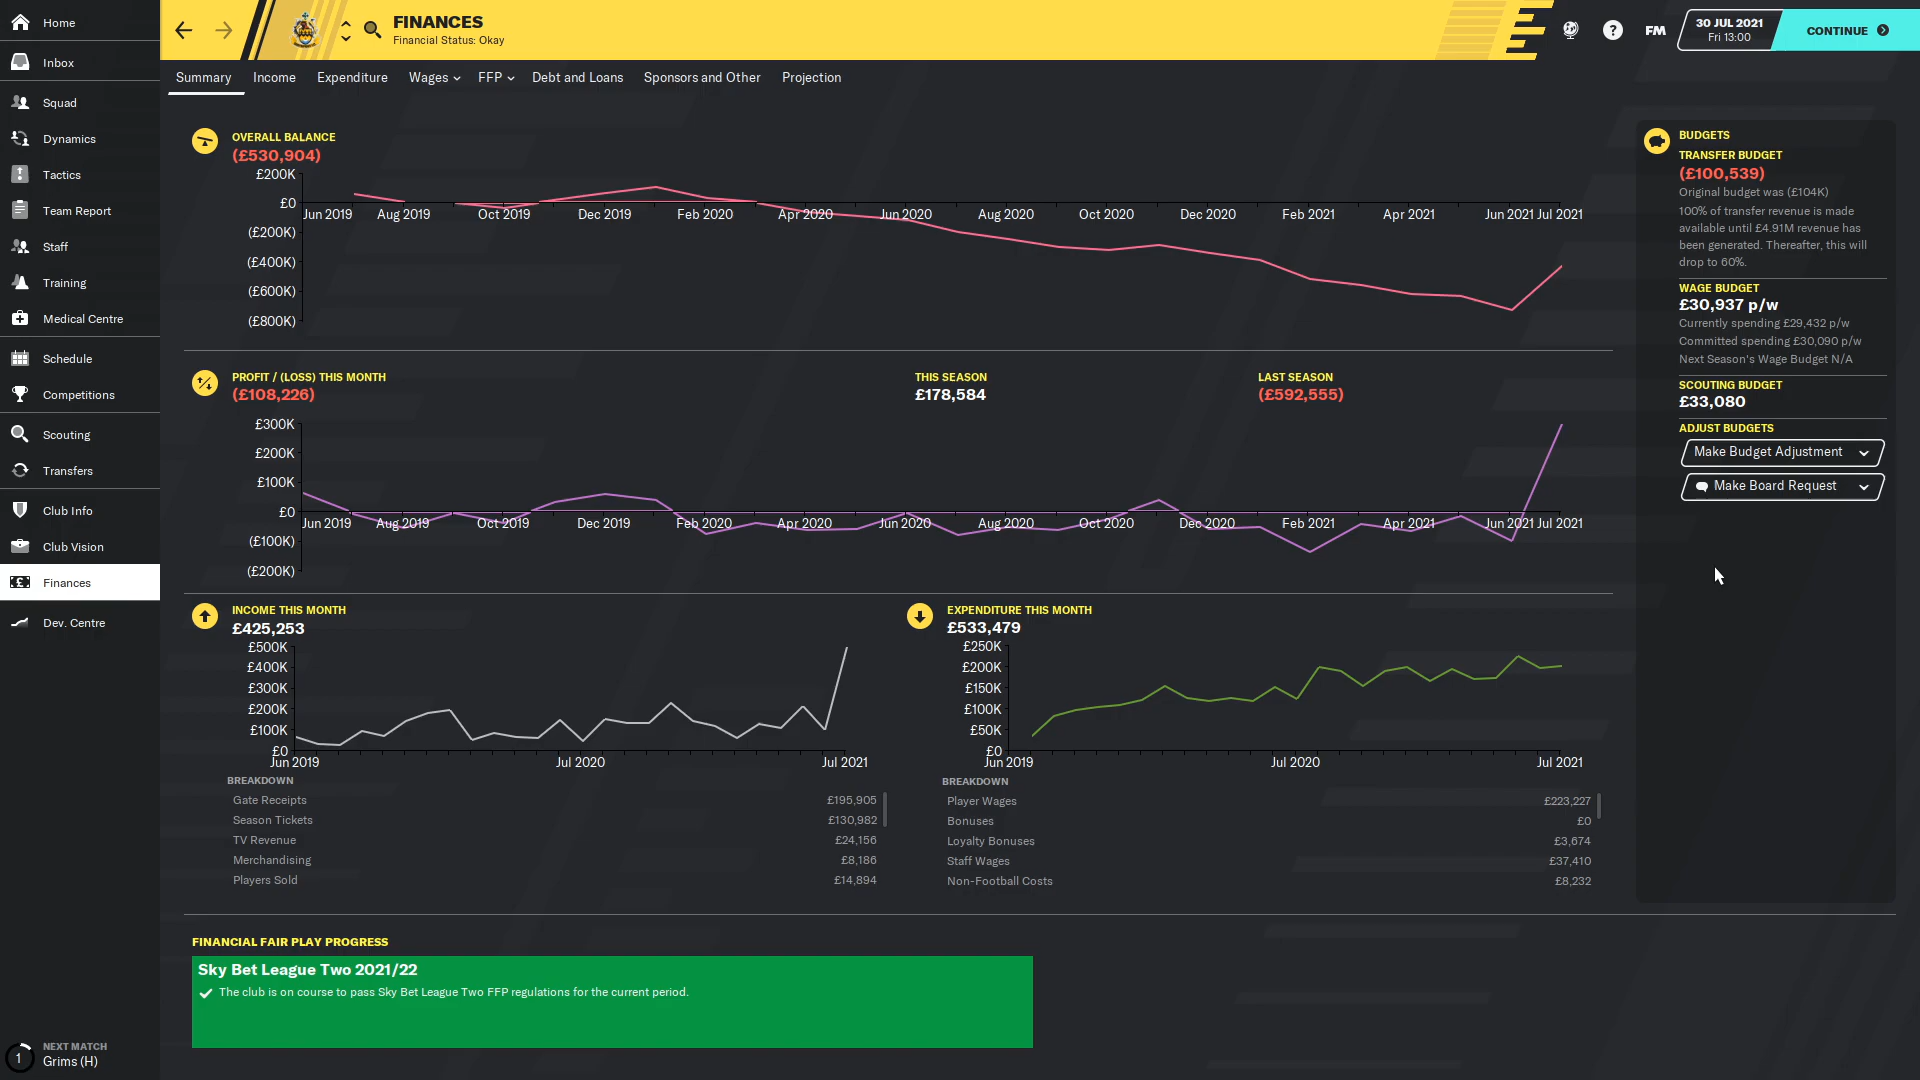 Home
Inbox
Squad
Dynamics
Tactics
Team Report
Staff
Training
Medical Centre
Schedule
Competitions
Scouting
Transfers
Club Info
Club Vision
Finances
Dev. Centre
1
NEXT MATCH
Grims (H)
FINANCES
Financial Status: Okay
?
FM
30 JUL 2021
Fri 13:00
CONTINUE
Summary Income Expenditure Wages FFP Debt and Loans Sponsors and Other Projection
OVERALL BALANCE
(£530,904)
£200K
£0
(£200K)
(£400K)
(£600K)
(£800K)
Jun 2019 Aug 2019 Oct 2019 Dec 2019 Feb 2020 Apr 2020 Jun 2020 Aug 2020 Oct 2020 Dec 2020 Feb 2021 Apr 2021 Jun 2021 Jul 2021
PROFIT / (LOSS) THIS MONTH
(£108,226)
THIS SEASON
£178,584
LAST SEASON
(£592,555)
£300K
£200K
£100K
£0
(£100K)
(£200K)
Jun 2019 Aug 2019 Oct 2019 Dec 2019 Feb 2020 Apr 2020 Jun 2020 Aug 2020 Oct 2020 Dec 2020 Feb 2021 Apr 2021 Jun 2021 Jul 2021
INCOME THIS MONTH
£425,253
£500K
£400K
£300K
£200K
£100K
£0
Jun 2019 Jul 2020 Jul 2021
BREAKDOWN
Gate Receipts £195,905
Season Tickets £130,982
TV Revenue £24,156
Merchandising £8,186
Players Sold £14,894
EXPENDITURE THIS MONTH
£533,479
£250K
£200K
£150K
£100K
£50K
£0
Jun 2019 Jul 2020 Jul 2021
BREAKDOWN
Player Wages £223,227
Bonuses £0
Loyalty Bonuses £3,674
Staff Wages £37,410
Non-Football Costs £8,232
FINANCIAL FAIR PLAY PROGRESS
Sky Bet League Two 2021/22
The club is on course to pass Sky Bet League Two FFP regulations for the current period.
BUDGETS
TRANSFER BUDGET
(£100,539)
Original budget was (£104K)
100% of transfer revenue is made
available until £4.91M revenue has
been generated. Thereafter, this will
drop to 60%.
WAGE BUDGET
£30,937 p/w
Currently spending £29,432 p/w
Committed spending £30,090 p/w
Next Season's Wage Budget N/A
SCOUTING BUDGET
£33,080
ADJUST BUDGETS
Make Budget Adjustment
Make Board Request